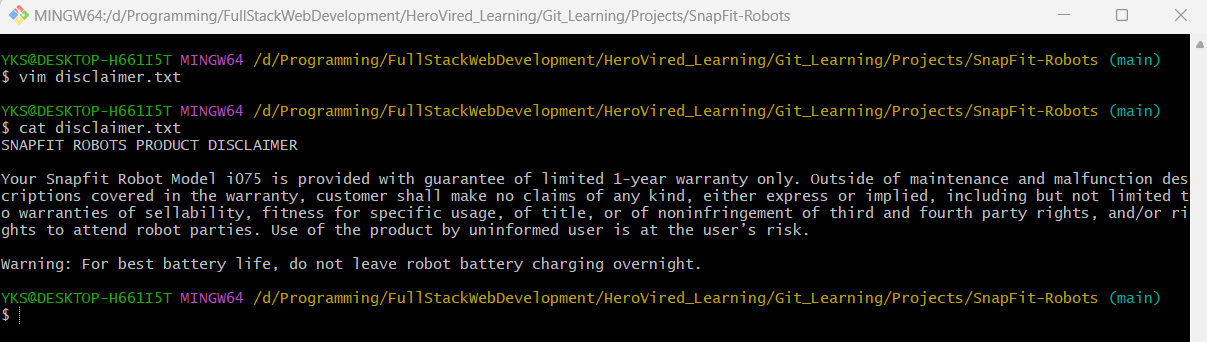 MINGW64:/d/Programming/FullStackWebDevelopment/HeroVired_Learning/Git_Learning/Projects/SnapFit-Robots
YKS@DESKTOP-H661I5T MINGW64 /d/Programming/FullStackWebDevelopment/HeroVired_Learning/Git_Learning/Projects/SnapFit-Robots (main)
$ vim disclaimer.txt
YKS@DESKTOP-H661I5T MINGW64 /d/Programming/FullStackWebDevelopment/HeroVired_Learning/Git_Learning/Projects/SnapFit-Robots (main)
$ cat disclaimer.txt
SNAPFIT ROBOTS PRODUCT DISCLAIMER
Your Snapfit Robot Model i075 is provided with guarantee of limited 1-year warranty only. Outside of maintenance and malfunction des
criptions covered in the warranty, customer shall make no claims of any kind, either express or implied, including but not limited t
o warranties of sellability, fitness for specific usage, of title, or of noninfringement of third and fourth party rights, and/or ri
ghts to attend robot parties. Use of the product by uninformed user is at the user’s risk.
Warning: For best battery life, do not leave robot battery charging overnight.
YKS@DESKTOP-H661I5T MINGW64 /d/Programming/FullStackWebDevelopment/HeroVired_Learning/Git_Learning/Projects/SnapFit-Robots (main)
$